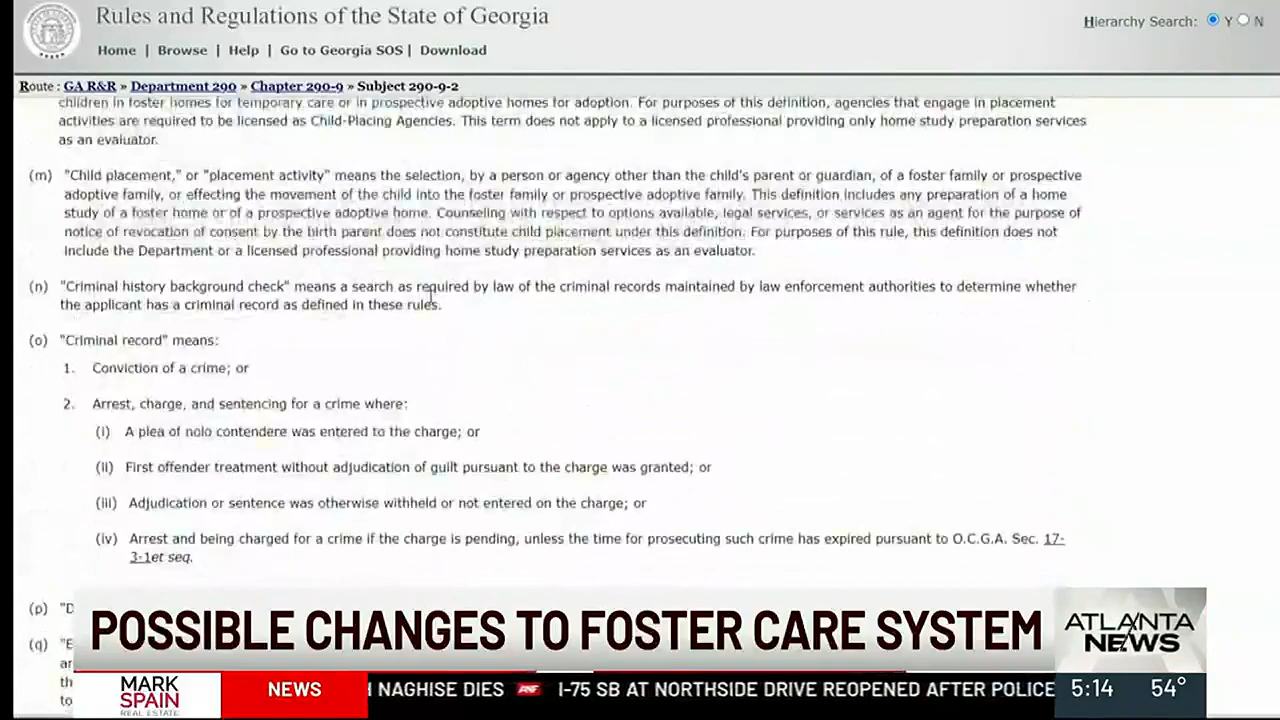 Rules and Regulations of the State of Georgia
Hierarchy Search: Y N
Home | Browse | Help | Go to Georgia SOS | Download
Route : GA R&R » Department 290 » Chapter 290-9 » Subject 290-9-2
children in foster homes for temporary care or in prospective adoptive homes for adoption. For purposes of this definition, agencies that engage in placement
activities are required to be licensed as Child-Placing Agencies. This term does not apply to a licensed professional providing only home study preparation services
as an evaluator.
(m) "Child placement," or "placement activity" means the selection, by a person or agency other than the child's parent or guardian, of a foster family or prospective
adoptive family, or effecting the movement of the child into the foster family or prospective adoptive family. This definition includes any preparation of a home
study of a foster home or of a prospective adoptive home. Counseling with respect to options available, legal services, or services as an agent for the purpose of
notice of revocation of consent by the birth parent does not constitute child placement under this definition. For purposes of this rule, this definition does not
include the Department or a licensed professional providing home study preparation services as an evaluator.
(n) "Criminal history background check" means a search as required by law of the criminal records maintained by law enforcement authorities to determine whether
the applicant has a criminal record as defined in these rules.
(o) "Criminal record" means:
1. Conviction of a crime; or
2. Arrest, charge, and sentencing for a crime where:
(i) A plea of nolo contendere was entered to the charge; or
(ii) First offender treatment without adjudication of guilt pursuant to the charge was granted; or
(iii) Adjudication or sentence was otherwise withheld or not entered on the charge; or
(iv) Arrest and being charged for a crime if the charge is pending, unless the time for prosecuting such crime has expired pursuant to O.C.G.A. Sec. 17-
3-1et seq.
(p) "D
(q) "E
ar
th
to
POSSIBLE CHANGES TO FOSTER CARE SYSTEM
ATLANTA
NEWS
MARK
SPAIN
REAL ESTATE
NEWS
NAGHISE DIES
I-75 SB AT NORTHSIDE DRIVE REOPENED AFTER POLICE
5:14 54°